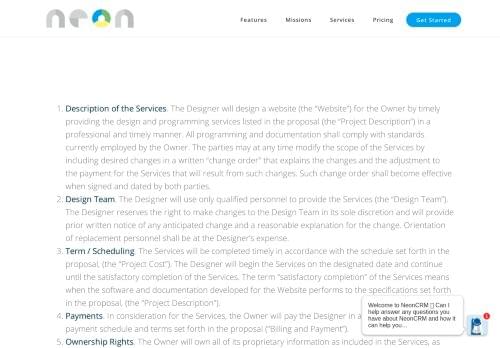 neon
Features
Missions
Services
Pricing
Get Started
1. Description of the Services. The Designer will design a website (the “Website”) for the Owner by timely
providing the design and programming services listed in the proposal (the “Project Description”) in a
professional and timely manner. All programming and documentation shall comply with standards
currently employed by the Owner. The parties may at any time modify the scope of the Services by
including desired changes in a written “change order” that explains the changes and the adjustment to
the payment for the Services that will result from such changes. Such change order shall become effective
when signed and dated by both parties.
2. Design Team. The Designer will use only qualified personnel to provide the Services (the “Design Team”).
The Designer reserves the right to make changes to the Design Team in its sole discretion and will provide
prior written notice of any anticipated change and a reasonable explanation for the change. Orientation
of replacement personnel shall be at the Designer’s expense.
3. Term / Scheduling. The Services will be completed timely in accordance with the schedule set forth in the
proposal, (the “Project Cost”). The Designer will begin the Services on the designated date and continue
until the satisfactory completion of the Services. The term “satisfactory completion” of the Services means
when the software and documentation developed for the Website performs to the specifications set forth
in the proposal, (the “Project Description”).
4. Payments. In consideration for the Services, the Owner will pay the Designer in a
payment schedule and terms set forth in the proposal (“Billing and Payment”).
5. Ownership Rights. The Owner will own all of its proprietary information as included in the Services, as
Welcome to NeonCRM Can I
help answer any questions you
have about NeonCRM and how it
can help you...
1